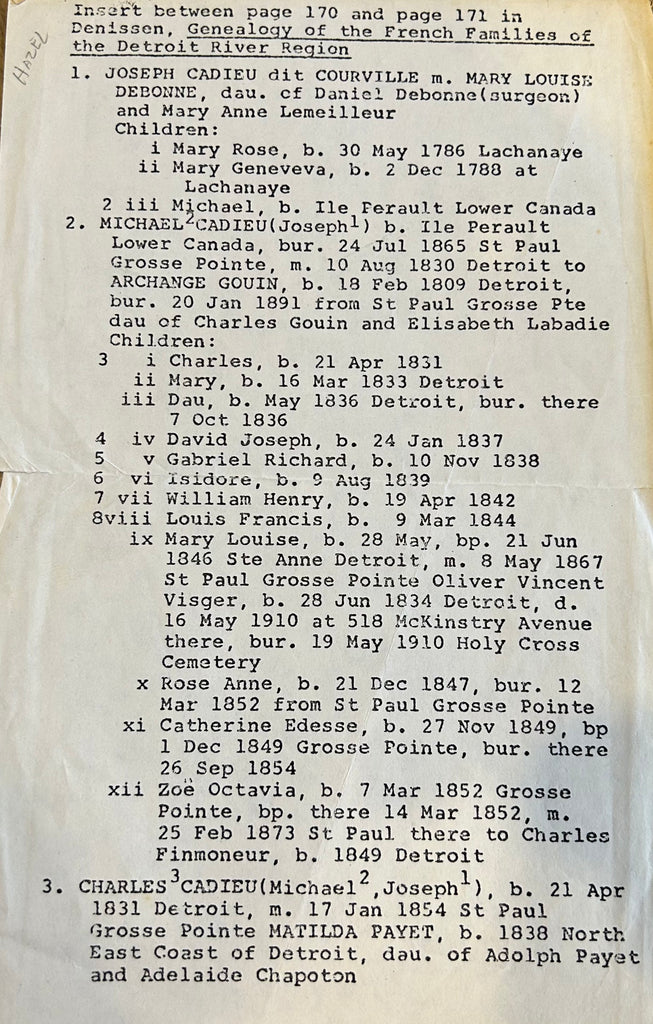 HAZEL
Insert between page 170 and page 171 in
Denissen, Genealogy of the French Families of
the Detroit River Region
1. JOSEPH CADIEU dit COURVILLE m. MARY LOUISE
DEBONNE, dau. of Daniel Debonne(surgeon)
and Mary Anne Lemeilleur
Children:
i Mary Rose, b. 30 May 1786 Lachanaye
ii Mary Geneveva, b. 2 Dec 1788 at
Lachanaye
2 iii Michael, b. Ile Perault Lower Canada
2. MICHAEL²CADIEU(Joseph¹) b. Ile Perault
Lower Canada, bur. 24 Jul 1865 St Paul
Grosse Pointe, m. 10 Aug 1830 Detroit to
ARCHANGE GOUIN, b. 18 Feb 1809 Detroit,
bur. 20 Jan 1891 from St Paul Grosse Pte
dau of Charles Gouin and Elisabeth Labadie
Children:
3 i Charles, b. 21 Apr 1831
ii Mary, b. 16 Mar 1833 Detroit
iii Dau, b. May 1836 Detroit, bur. there
7 Oct 1836
4 iv David Joseph, b. 24 Jan 1837
5 v Gabriel Richard, b. 10 Nov 1838
6 vi Isidore, b. 9 Aug 1839
7 vii William Henry, b. 19 Apr 1842
8viii Louis Francis, b. 9 Mar 1844
ix Mary Louise, b. 28 May, bp. 21 Jun
1846 Ste Anne Detroit, m. 8 May 1867
St Paul Grosse Pointe Oliver Vincent
Visger, b. 28 Jun 1834 Detroit, d.
16 May 1910 at 518 McKinstry Avenue
there, bur. 19 May 1910 Holy Cross
Cemetery
x Rose Anne, b. 21 Dec 1847, bur. 12
Mar 1852 from St Paul Grosse Pointe
xi Catherine Edesse, b. 27 Nov 1849, bp
1 Dec 1849 Grosse Pointe, bur. there
26 Sep 1854
xii Zoë Octavia, b. 7 Mar 1852 Grosse
Pointe, bp. there 14 Mar 1852, m.
25 Feb 1873 St Paul there to Charles
Finmoneur, b. 1849 Detroit
3. CHARLES³CADIEU(Michael²,Joseph¹), b. 21 Apr
1831 Detroit, m. 17 Jan 1854 St Paul
Grosse Pointe MATILDA PAYET, b. 1838 North
East Coast of Detroit, dau. of Adolph Payet
and Adelaide Chapoton